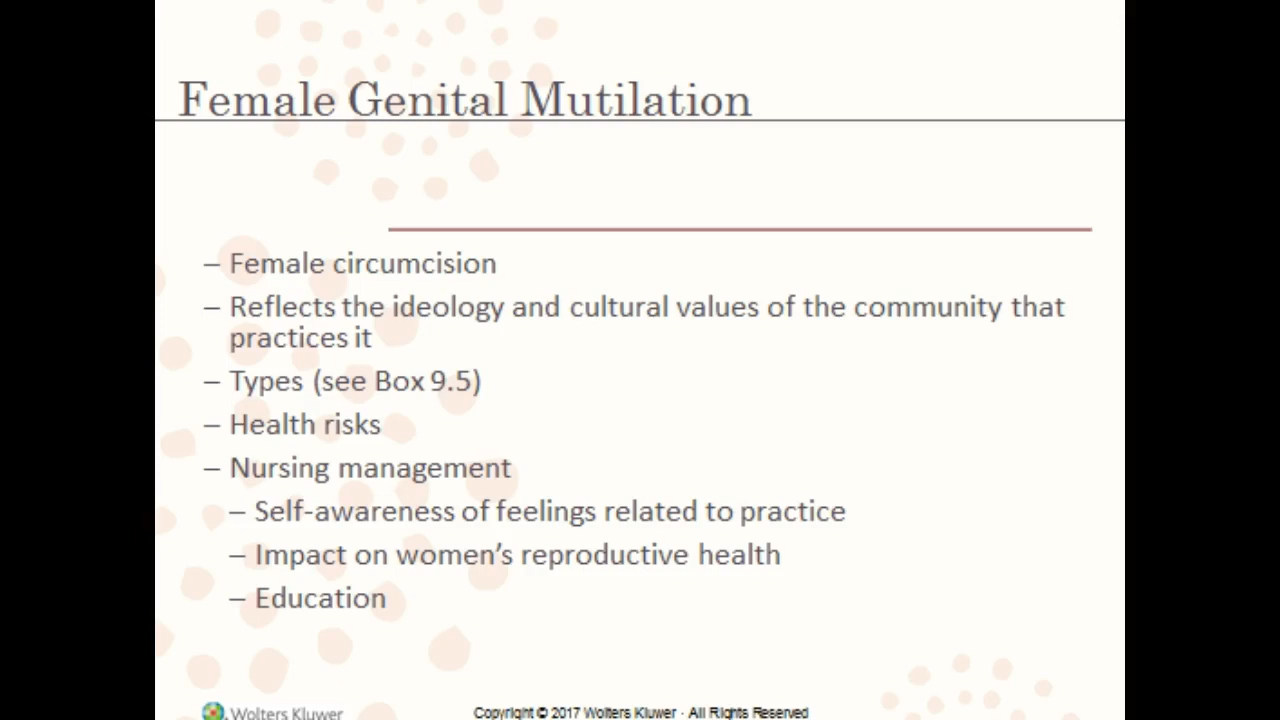 Female Genital Mutilation
– Female circumcision
– Reflects the ideology and cultural values of the community that
practices it
– Types (see Box 9.5)
– Health risks
– Nursing management
– Self-awareness of feelings related to practice
– Impact on women’s reproductive health
– Education
Wolters Kluwer
Copyright © 2017 Wolters Kluwer · All Rights Reserved